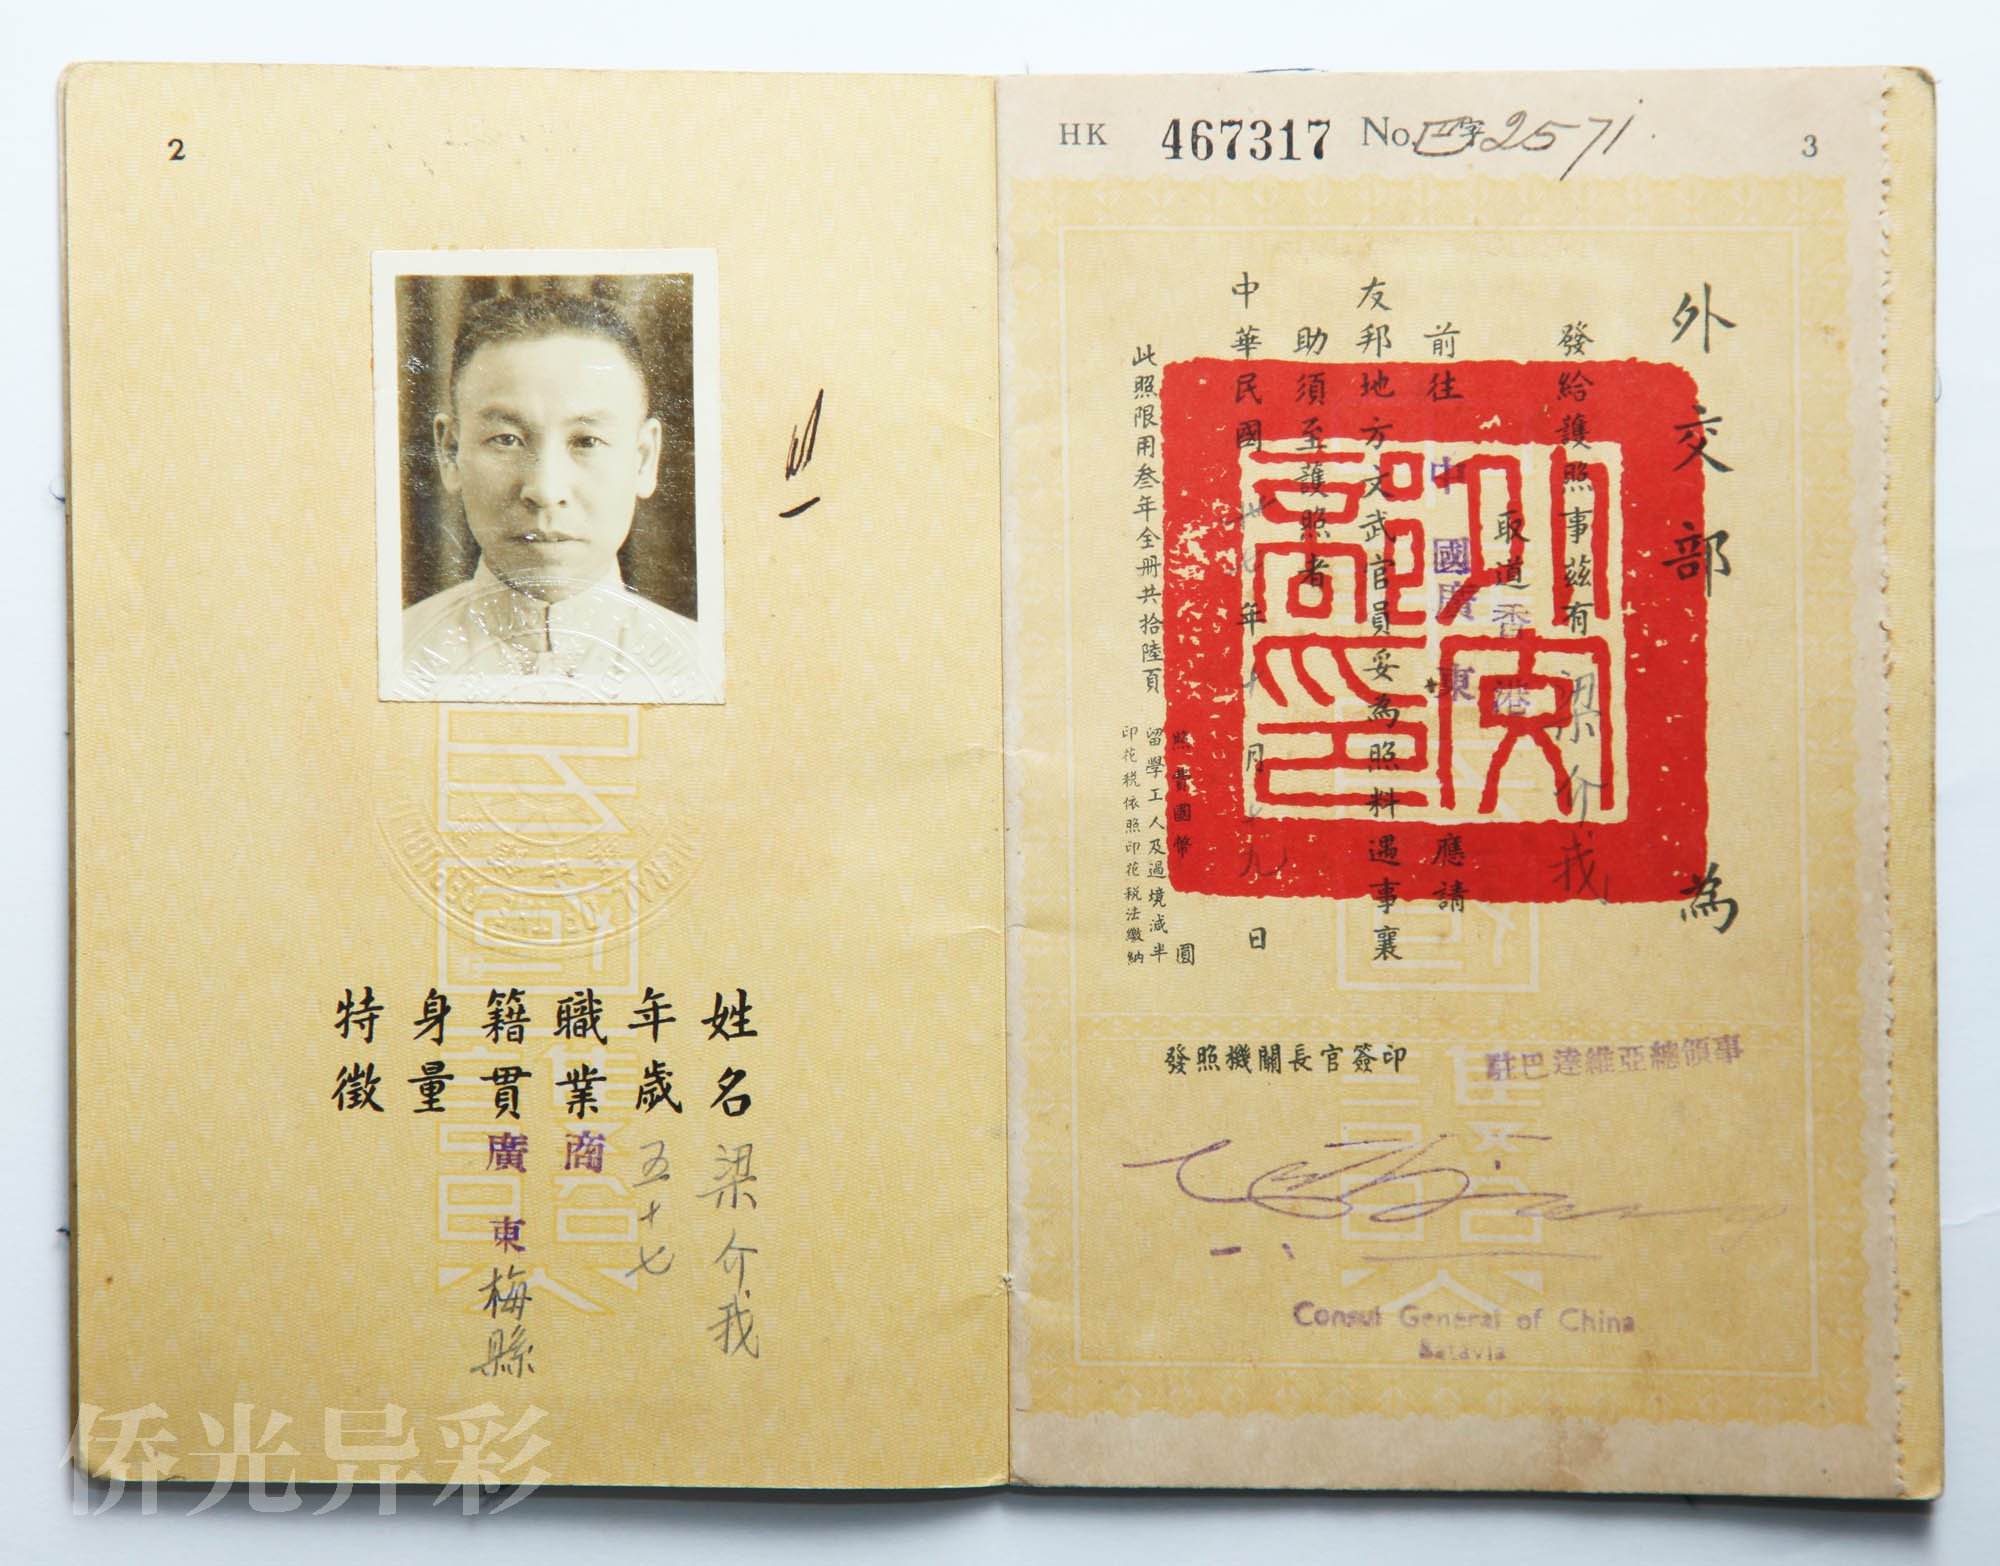 2
姓名 梁介我
年歲 五十七
職業 商
籍貫 廣東梅縣
身量
特徵
HK 467317 No. 巴字2571
3
外交部 為
發給護照事茲有 梁介我
取道 香港
前往 中國廣東 應請
友邦地方文武官員妥為照料遇事襄
助須至護照者
中華民國卅七年十月十九日
此照限用叁年全冊共拾陸頁
照費國幣 圓
留學工人及過境減半
印花稅依照印花稅法繳納
外交部印
發照機關長官簽印
駐巴達維亞總領事
Consul General of China
Batavia
侨光异彩